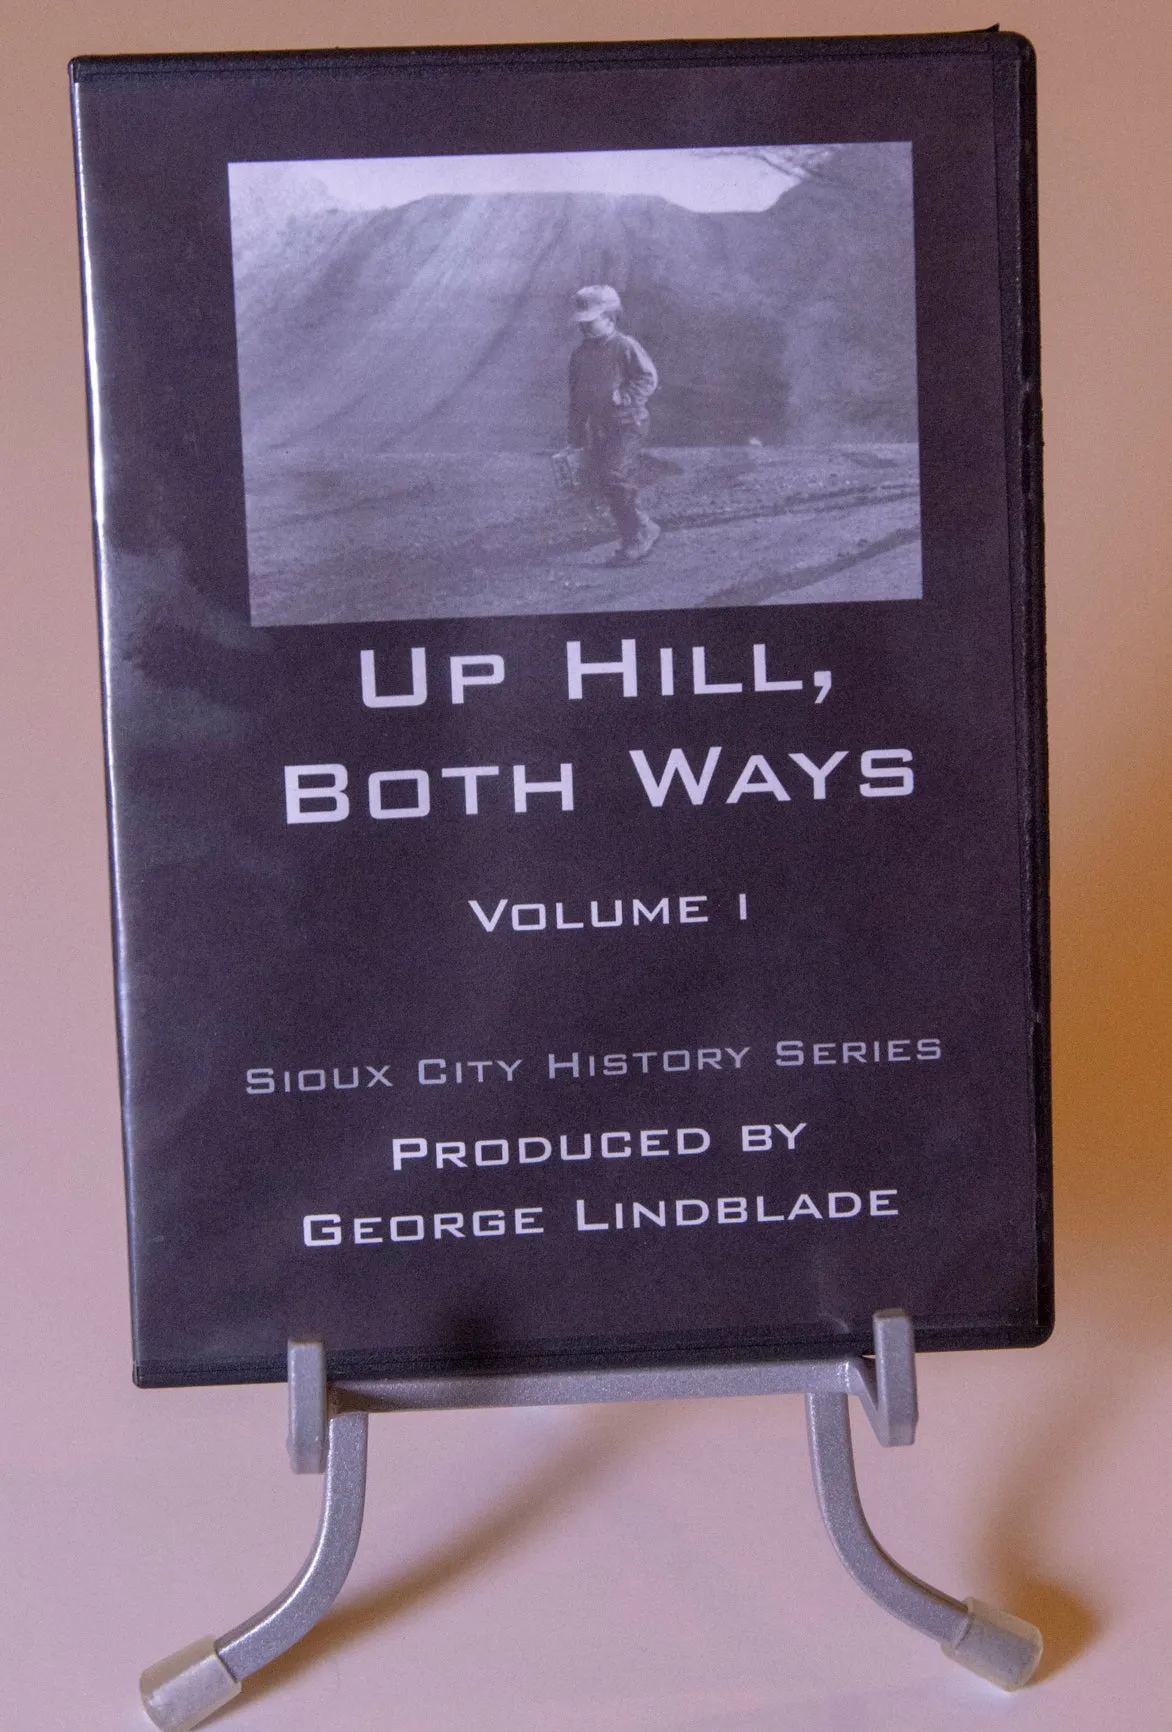 Up Hill,
Both Ways
Volume I
Sioux City History Series
Produced by
George Lindblade